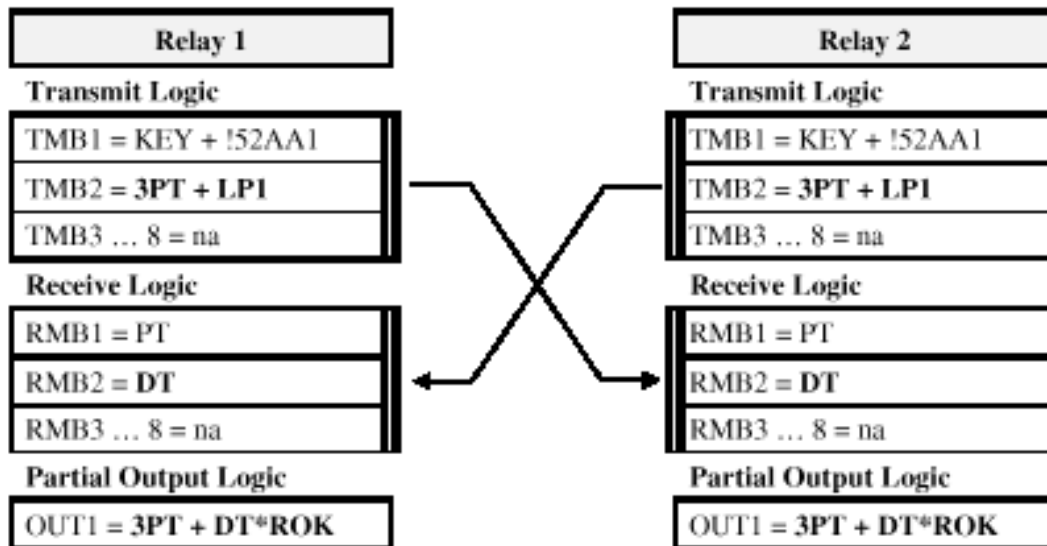 Relay 1
Transmit Logic
TMB1 = KEY + !52AA1
TMB2 = 3PT + LP1
TMB3 ... 8 = na
Receive Logic
RMB1 = PT
RMB2 = DT
RMB3 ... 8 = na
Partial Output Logic
OUT1 = 3PT + DT*ROK
Relay 2
Transmit Logic
TMB1 = KEY + !52AA1
TMB2 = 3PT + LP1
TMB3 ... 8 = na
Receive Logic
RMB1 = PT
RMB2 = DT
RMB3 ... 8 = na
Partial Output Logic
OUT1 = 3PT + DT*ROK